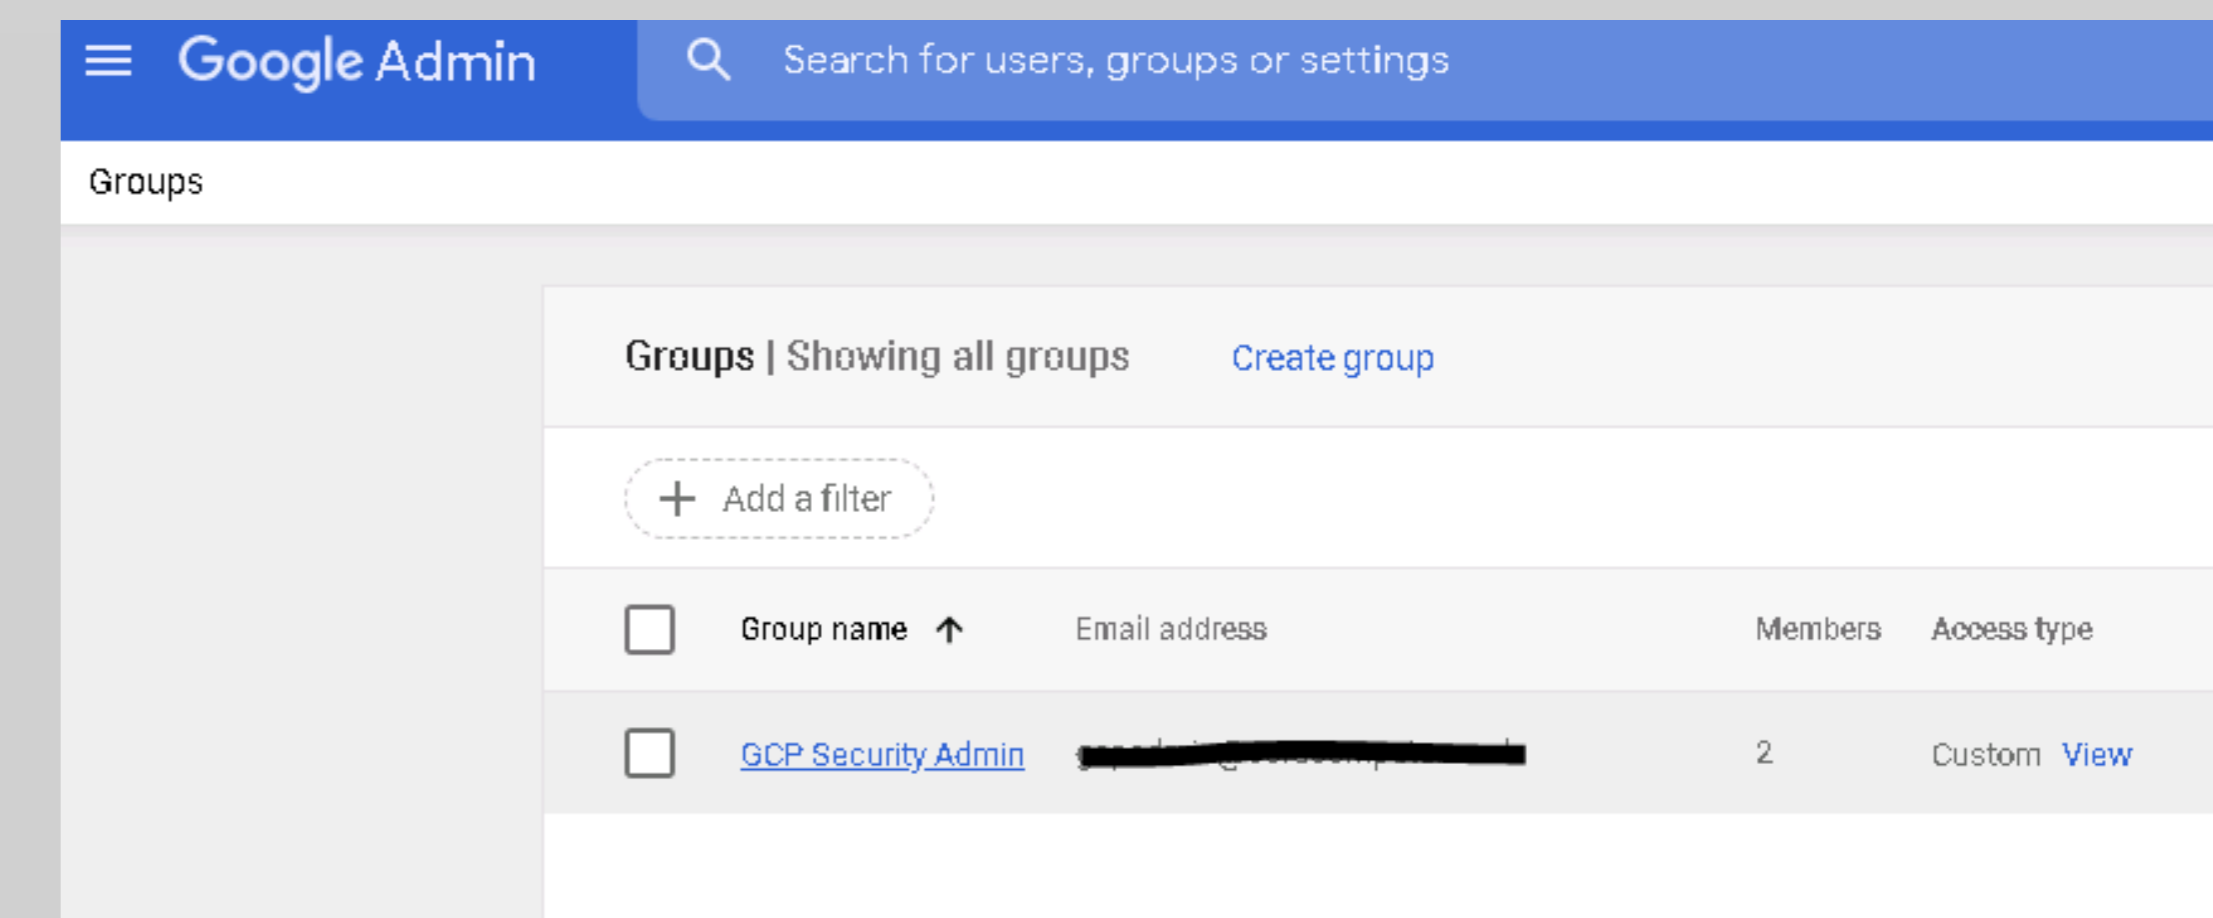 Google Admin
Search for users, groups or settings
Groups
Groups | Showing all groups
Create group
Add a filter
Group name
Email address
Members
Access type
GCP Security Admin
2
Custom View